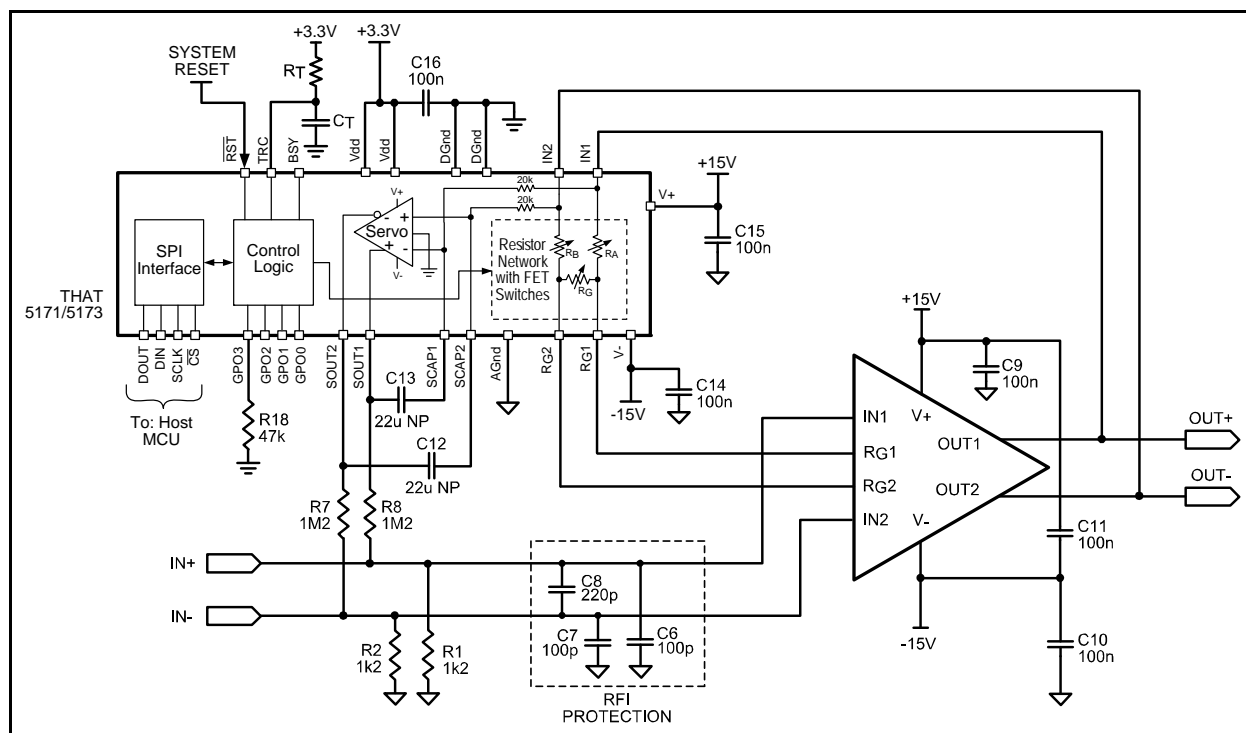 +3.3V
+3.3V
SYSTEM
RESET
RT
C16
100n
CT
RST
TRC
BSY
Vdd
Vdd
DGnd
DGnd
IN2
IN1
+15V
V+
C15
100n
20k
20k
V+
Servo
- +
+ -
V-
SPI
Interface
Control
Logic
Resistor
Network
with FET
Switches
RB
RA
RG
THAT
5171/5173
DOUT
DIN
SCLK
CS
GPO3
GPO2
GPO1
GPO0
SOUT2
SOUT1
SCAP1
SCAP2
AGnd
RG2
RG1
V-
To: Host
MCU
R18
47k
C13
22u NP
C12
22u NP
C14
100n
-15V
+15V
C9
100n
V+
IN1
RG1
RG2
IN2
OUT1
OUT2
V-
OUT+
OUT-
R7
1M2
R8
1M2
C11
100n
IN+
IN-
C8
220p
C7
100p
C6
100p
R2
1k2
R1
1k2
-15V
C10
100n
RFI
PROTECTION